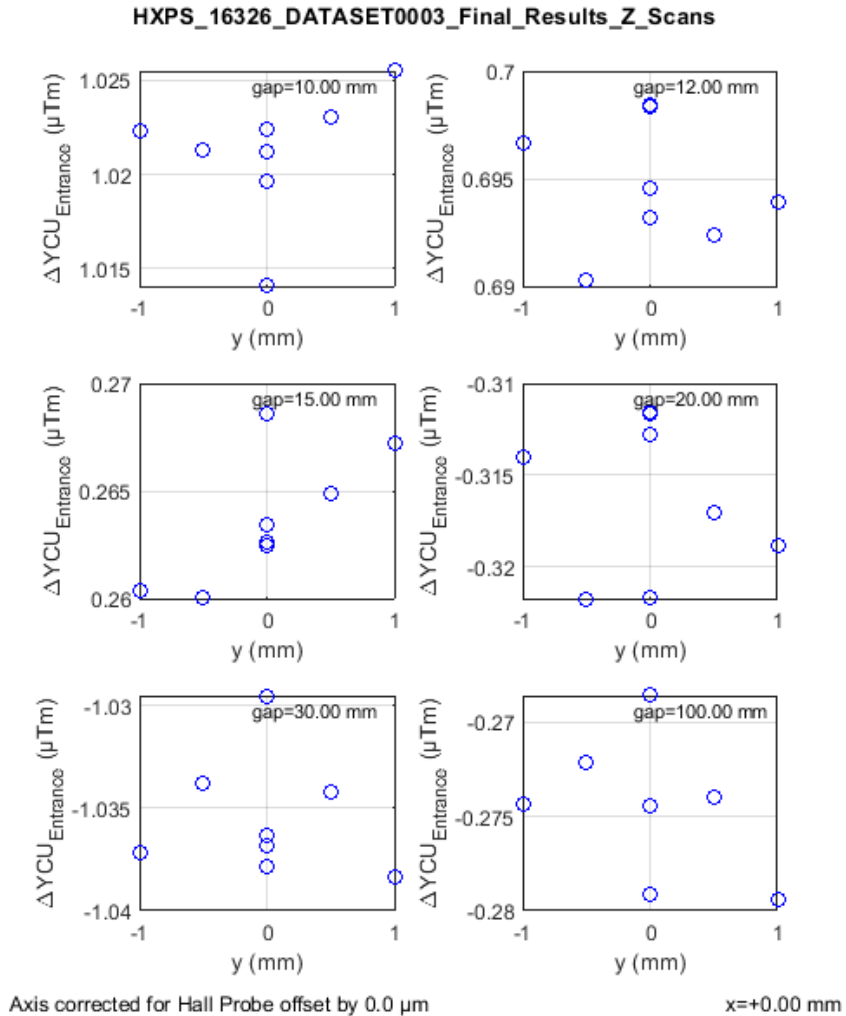 HXPS_16326_DATASET0003_Final_Results_Z_Scans
ΔYCU_Entrance (μTm)
1.025
1.02
1.015
gap=10.00 mm
-1 0 1
y (mm)
ΔYCU_Entrance (μTm)
0.7
0.695
0.69
gap=12.00 mm
-1 0 1
y (mm)
ΔYCU_Entrance (μTm)
0.27
0.265
0.26
gap=15.00 mm
-1 0 1
y (mm)
ΔYCU_Entrance (μTm)
-0.31
-0.315
-0.32
gap=20.00 mm
-1 0 1
y (mm)
ΔYCU_Entrance (μTm)
-1.03
-1.035
-1.04
gap=30.00 mm
-1 0 1
y (mm)
ΔYCU_Entrance (μTm)
-0.27
-0.275
-0.28
gap=100.00 mm
-1 0 1
y (mm)
Axis corrected for Hall Probe offset by 0.0 μm
x=+0.00 mm